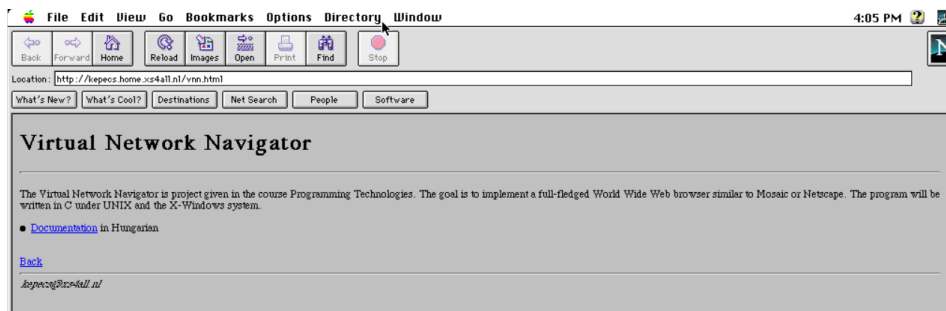 File Edit View Go Bookmarks Options Directory Window 4:05 PM
Back Forward Home Reload Images Open Print Find Stop
N
Location: http://kepecs.home.xs4all.nl/vnn.html
What's New? What's Cool? Destinations Net Search People Software
Virtual Network Navigator
The Virtual Network Navigator is project given in the course Programming Technologies. The goal is to implement a full-fledged World Wide Web browser similar to Mosaic or Netscape. The program will be
written in C under UNIX and the X-Windows system.
Documentation in Hungarian
Back
kepecs@xs4all.nl